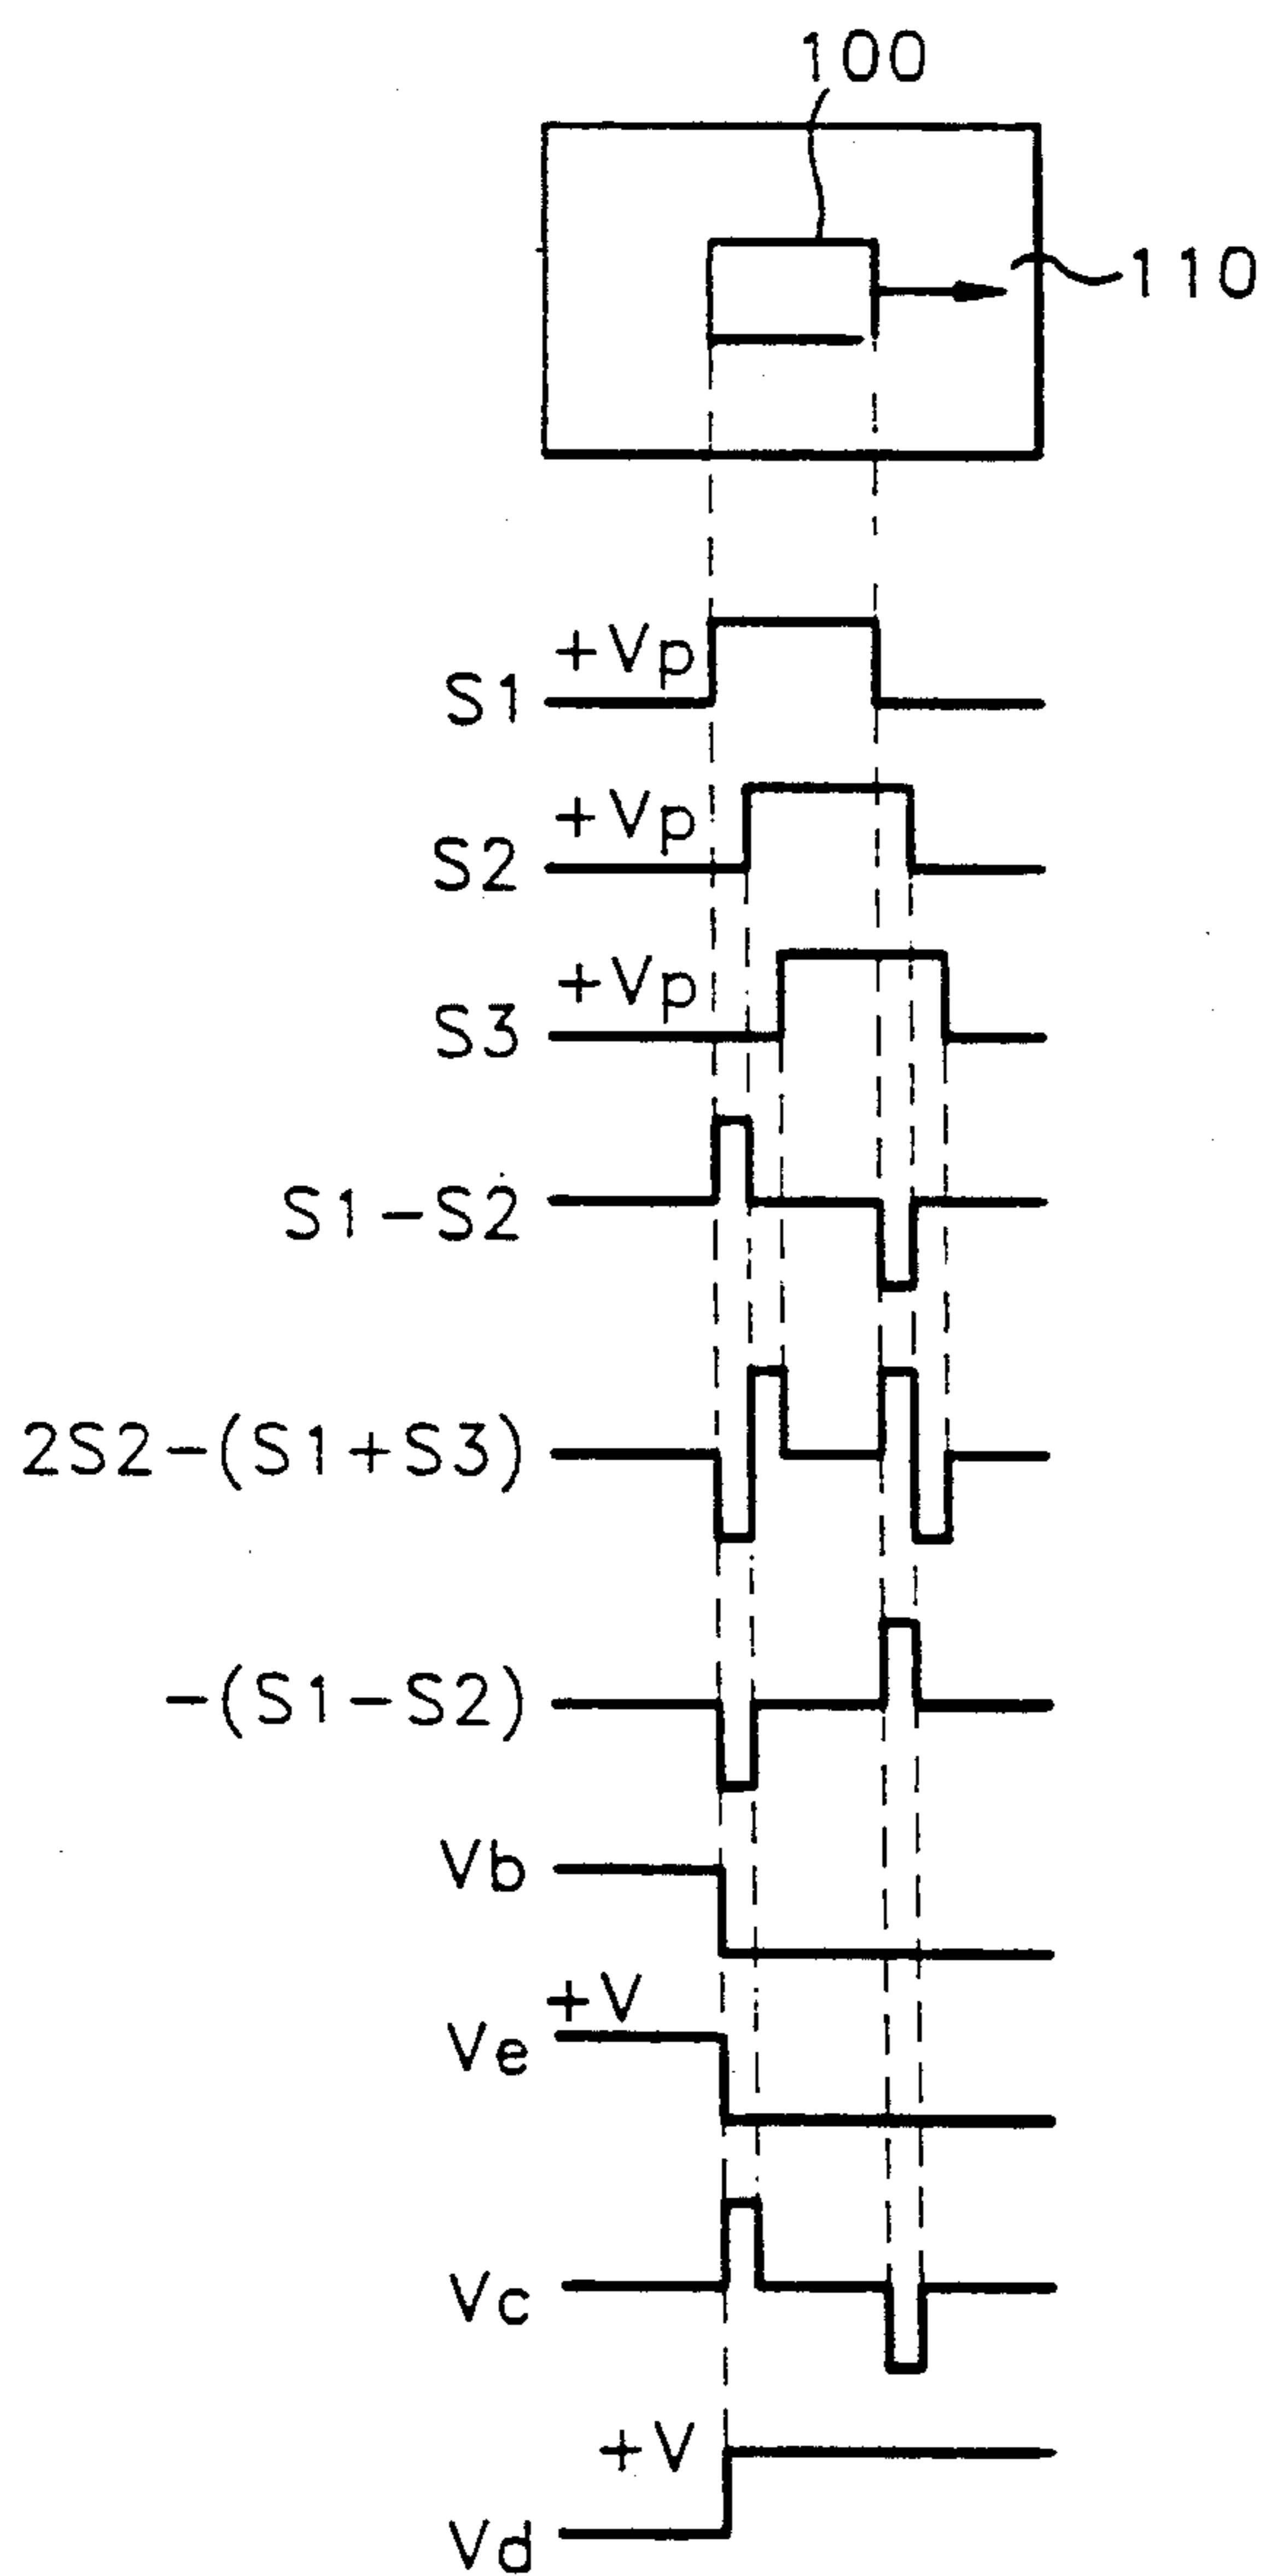 100
110
+Vp
S1
+Vp
S2
+Vp
S3
S1-S2
2S2-(S1+S3)
-(S1-S2)
Vb
+V
Ve
Vc
+V
Vd